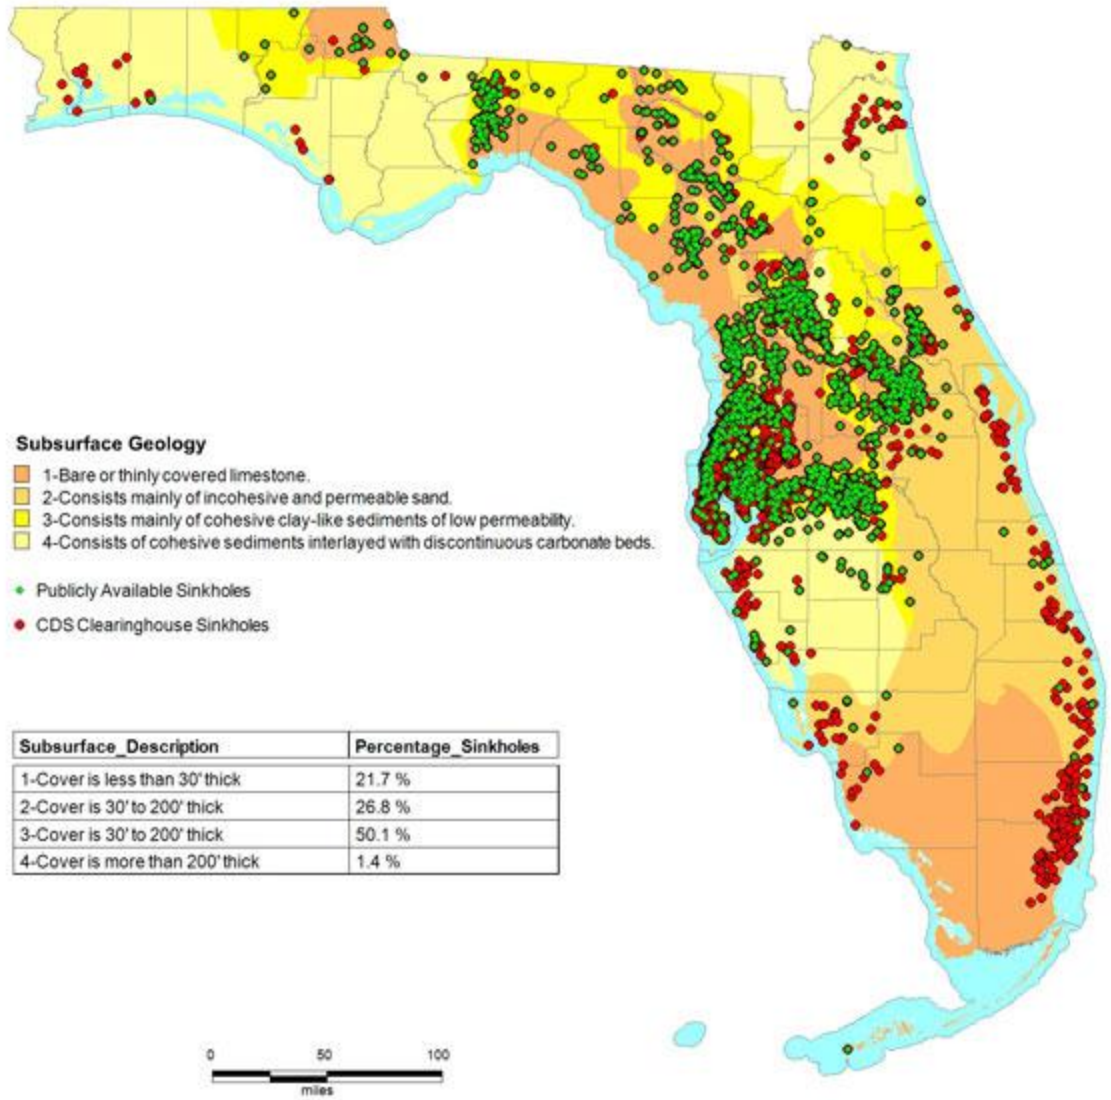 Subsurface Geology
1-Bare or thinly covered limestone.
2-Consists mainly of incohesive and permeable sand.
3-Consists mainly of cohesive clay-like sediments of low permeability.
4-Consists of cohesive sediments interlayed with discontinuous carbonate beds.
Publicly Available Sinkholes
CDS Clearinghouse Sinkholes
Subsurface_Description Percentage_Sinkholes
1-Cover is less than 30' thick 21.7 %
2-Cover is 30' to 200' thick 26.8 %
3-Cover is 30' to 200' thick 50.1 %
4-Cover is more than 200' thick 1.4 %
0 50 100
miles